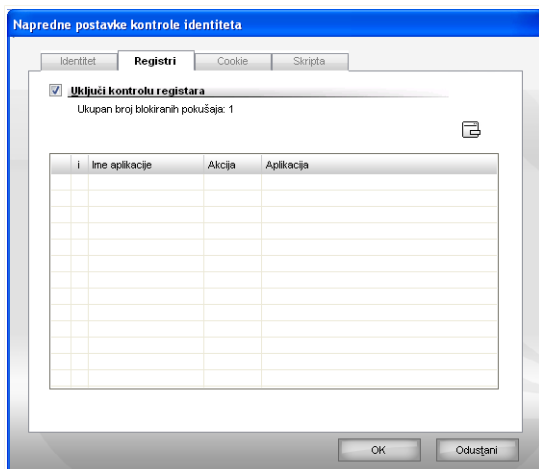 Napredne postavke kontrole identiteta
Identitet Registri Cookie Skripta
Uključi kontrolu registara
Ukupan broj blokiranih pokušaja: 1
i Ime aplikacije Akcija Aplikacija
OK Odustani